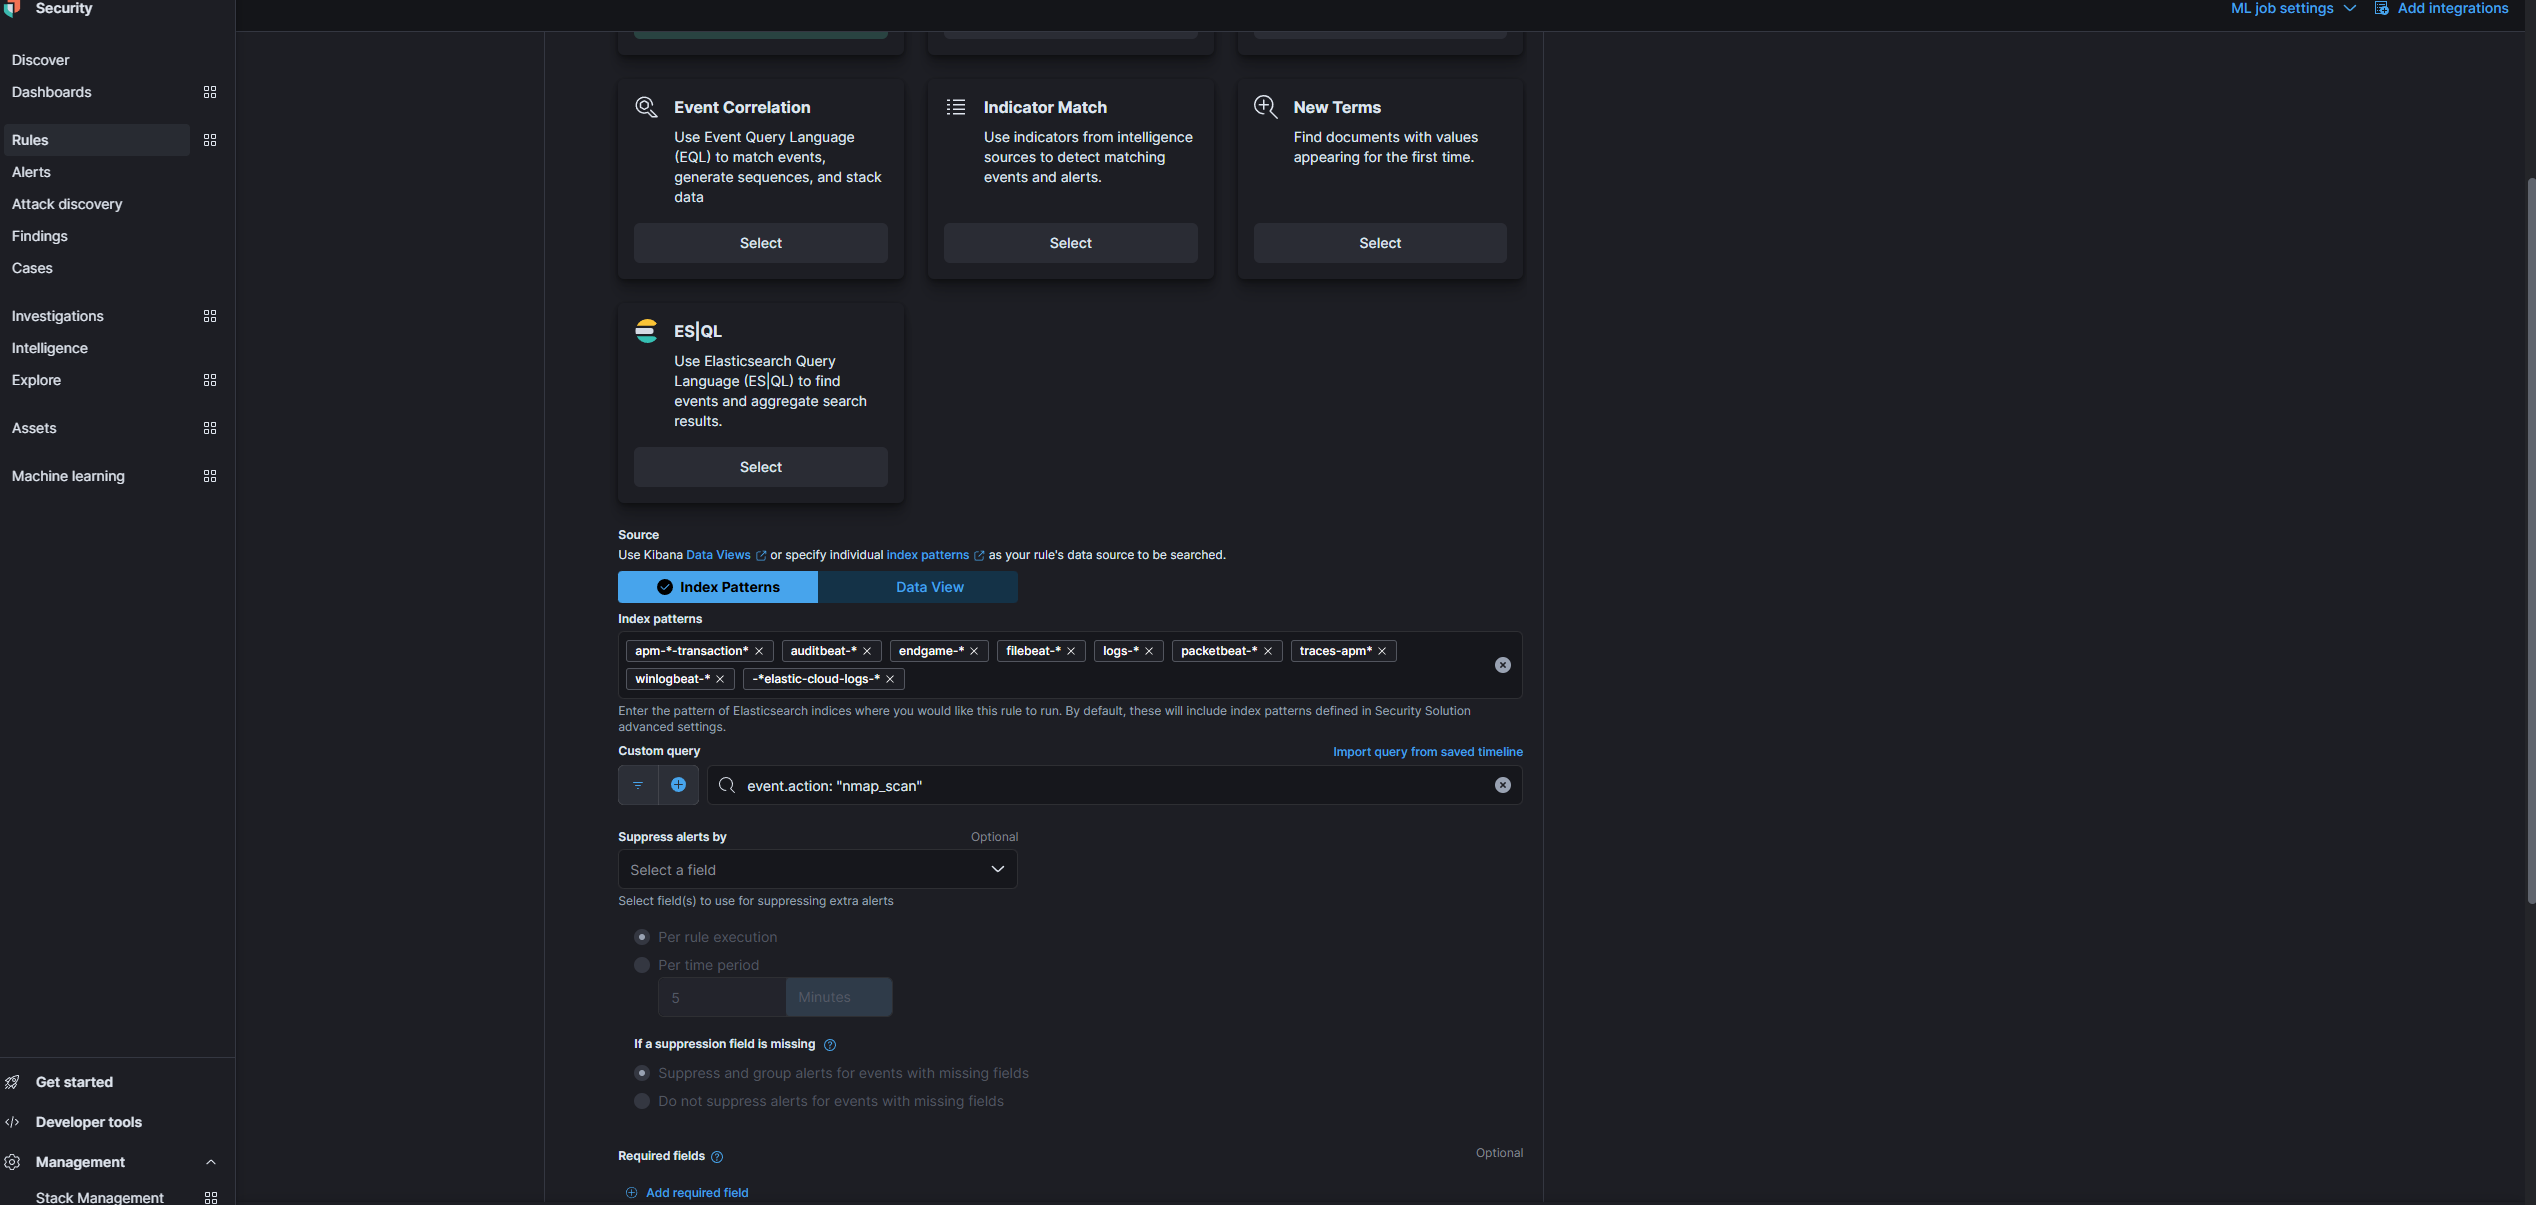 Security
ML job settings
Add integrations
Discover
Dashboards
Rules
Alerts
Attack discovery
Findings
Cases
Investigations
Intelligence
Explore
Assets
Machine learning
Get started
Developer tools
Management
Stack Management
Event Correlation
Use Event Query Language
(EQL) to match events,
generate sequences, and stack
data
Select
Indicator Match
Use indicators from intelligence
sources to detect matching
events and alerts.
Select
New Terms
Find documents with values
appearing for the first time.
Select
ES|QL
Use Elasticsearch Query
Language (ES|QL) to find
events and aggregate search
results.
Select
Source
Use Kibana Data Views or specify individual index patterns as your rule's data source to be searched.
Index Patterns
Data View
Index patterns
apm-*-transaction* auditbeat-* endgame-* filebeat-* logs-* packetbeat-* traces-apm*
winlogbeat-* -*elastic-cloud-logs-*
Enter the pattern of Elasticsearch indices where you would like this rule to run. By default, these will include index patterns defined in Security Solution
advanced settings.
Custom query
Import query from saved timeline
event.action: "nmap_scan"
Suppress alerts by
Optional
Select a field
Select field(s) to use for suppressing extra alerts
Per rule execution
Per time period
5
Minutes
If a suppression field is missing
Suppress and group alerts for events with missing fields
Do not suppress alerts for events with missing fields
Required fields
Optional
Add required field